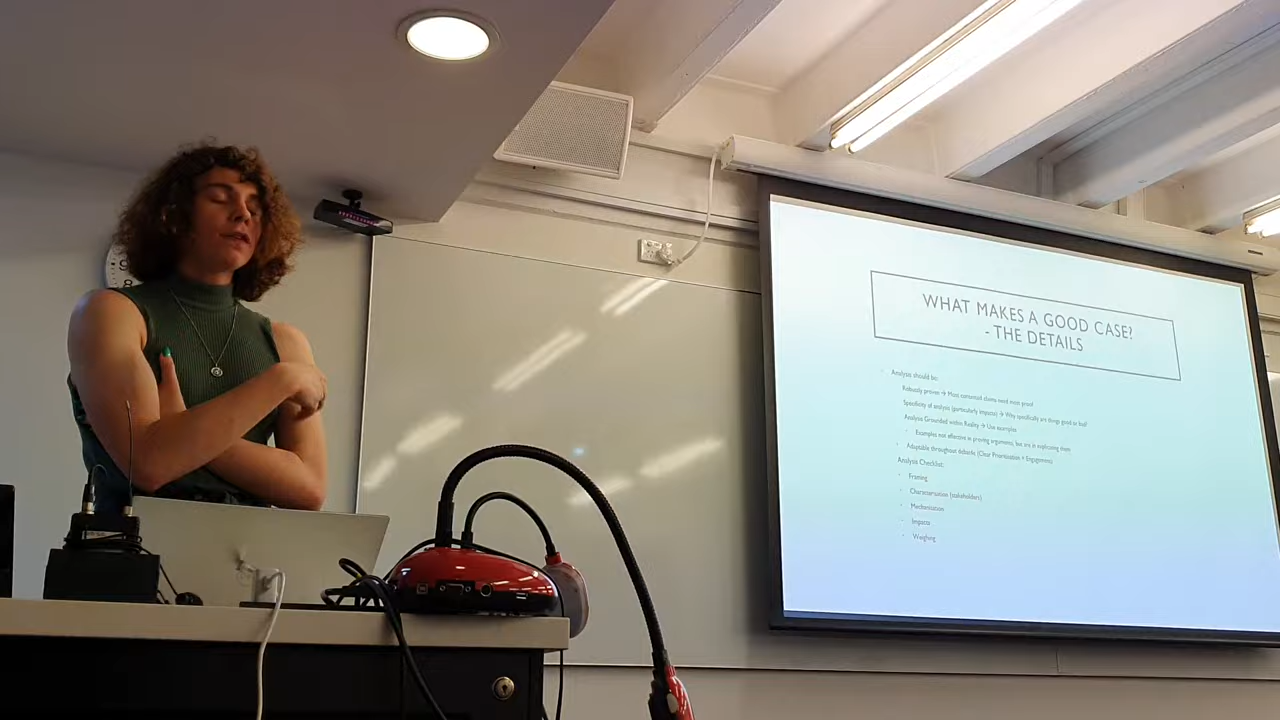 WHAT MAKES A GOOD CASE?
- THE DETAILS
Analysis should be:
Robustly proven → Most contested claims need most proof
Specificity of analysis (particularly impacts) → Why specifically are things good or bad?
Analysis Grounded within Reality → Use examples
Examples not effective in proving arguments, but are in explicating them
Adaptable throughout debate (Clear Prioritisation + Engagement)
Analysis Checklist:
Framing
Characterisation (stakeholders)
Mechanisation
Impacts
Weighing
9
8